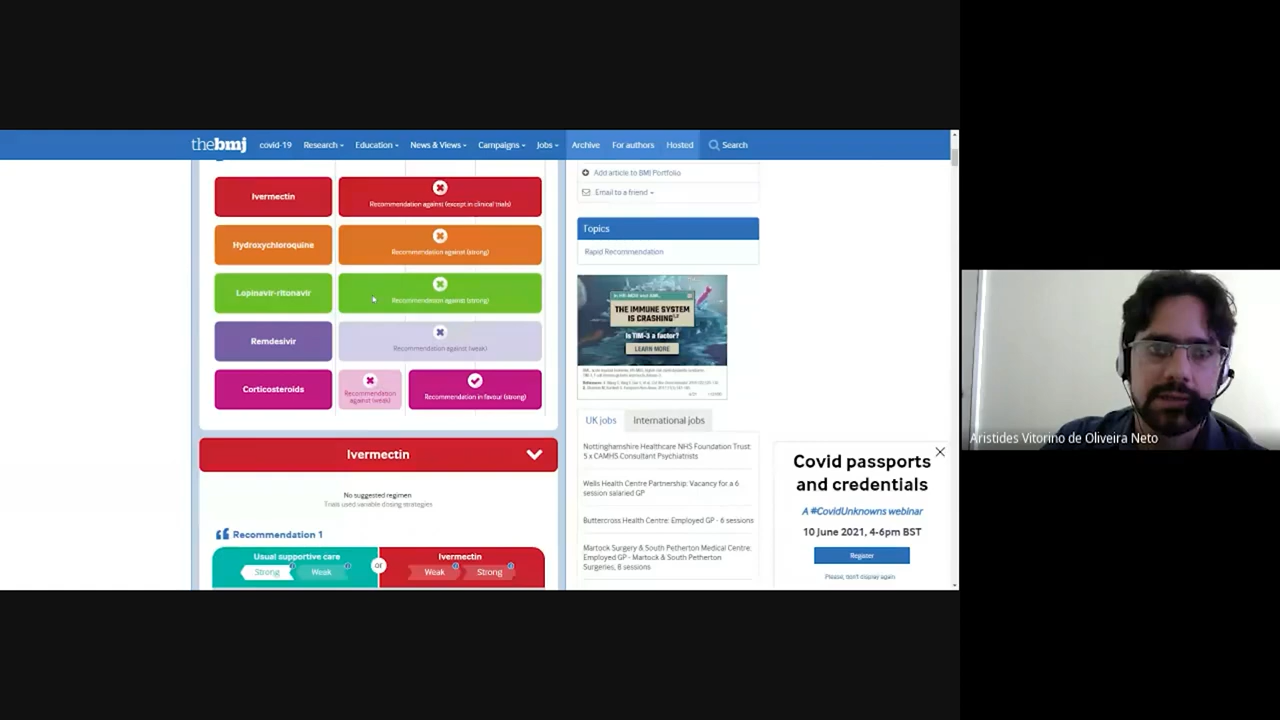 thebmj covid-19 Research Education News & Views Campaigns Jobs Archive For authors Hosted Search
Ivermectin
Recommendation against (except in clinical trials)
Hydroxychloroquine
Recommendation against (strong)
Lopinavir-ritonavir
Recommendation against (strong)
Remdesivir
Recommendation against (weak)
Corticosteroids
Recommendation
against (weak)
Recommendation in favour (strong)
Ivermectin
No suggested regimen
Trials used variable dosing strategies
Recommendation 1
Usual supportive care
Strong Weak
or
Ivermectin
Weak Strong
Add article to BMJ Portfolio
Email to a friend
Topics
Rapid Recommendation
THE IMMUNE SYSTEM
IS CRASHING
Is TIM-3 a factor?
LEARN MORE
UK jobs International jobs
Nottinghamshire Healthcare NHS Foundation Trust:
5 x CAMHS Consultant Psychiatrists
Wells Health Centre Partnership: Vacancy for a 6
session salaried GP
Buttercross Health Centre: Employed GP - 6 sessions
Martock Surgery & South Petherton Medical Centre:
Employed GP - Martock & South Petherton
Surgeries, 8 sessions
Covid passports
and credentials
A #CovidUnknowns webinar
10 June 2021, 4-6pm BST
Register
Please, don't display again
Aristides Vitorino de Oliveira Neto